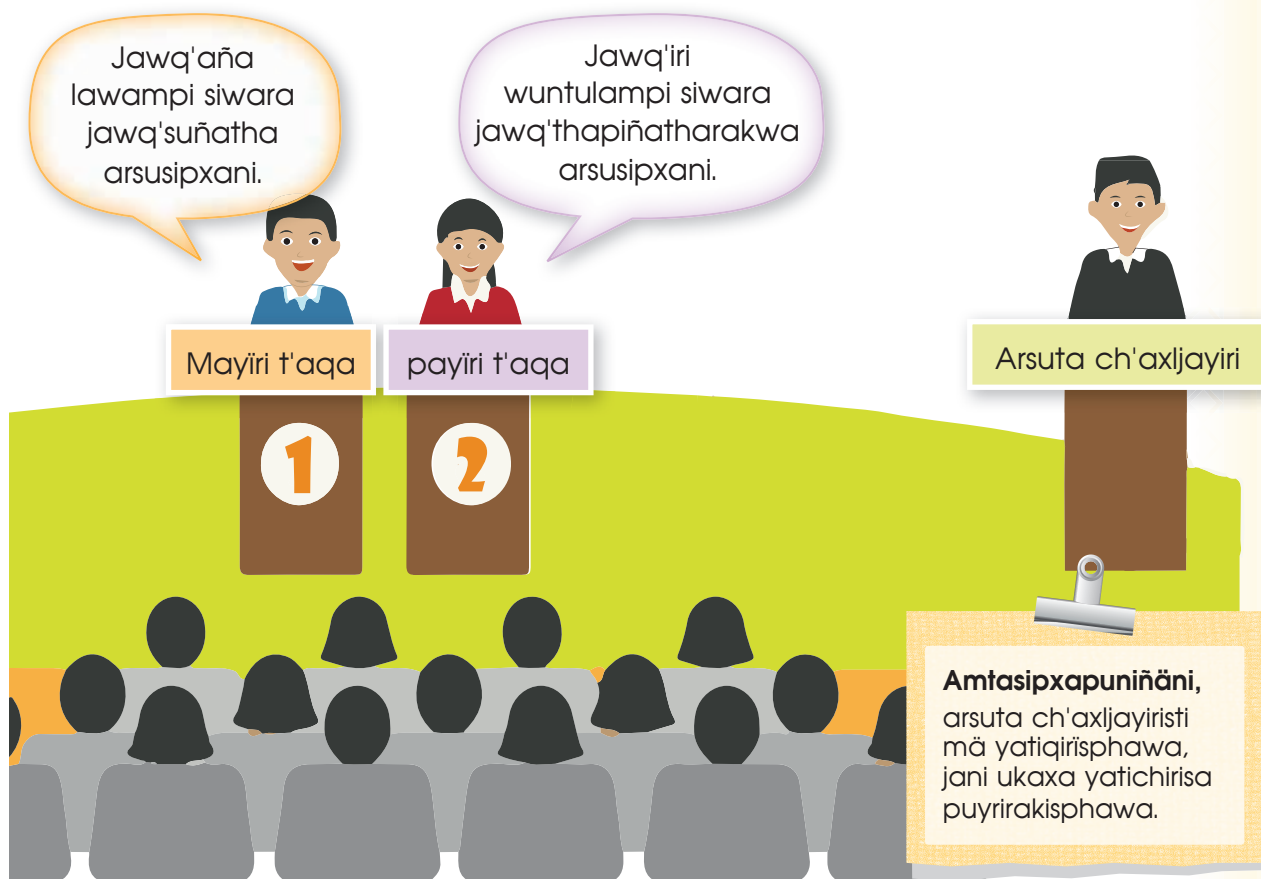 Jawq'aña
lawampi siwara
jawq'suñatha
arsusipxani.
Jawq'iri
wuntulampi siwara
jawq'thapiñatharakwa
arsusipxani.
Mayïri t'aqa
payïri t'aqa
Arsuta ch'axljayiri
1
2
Amtasipxapuniñäni,
arsuta ch'axljayiristi
mä yatiqirïsphawa,
jani ukaxa yatichirisa
puyrirakisphawa.